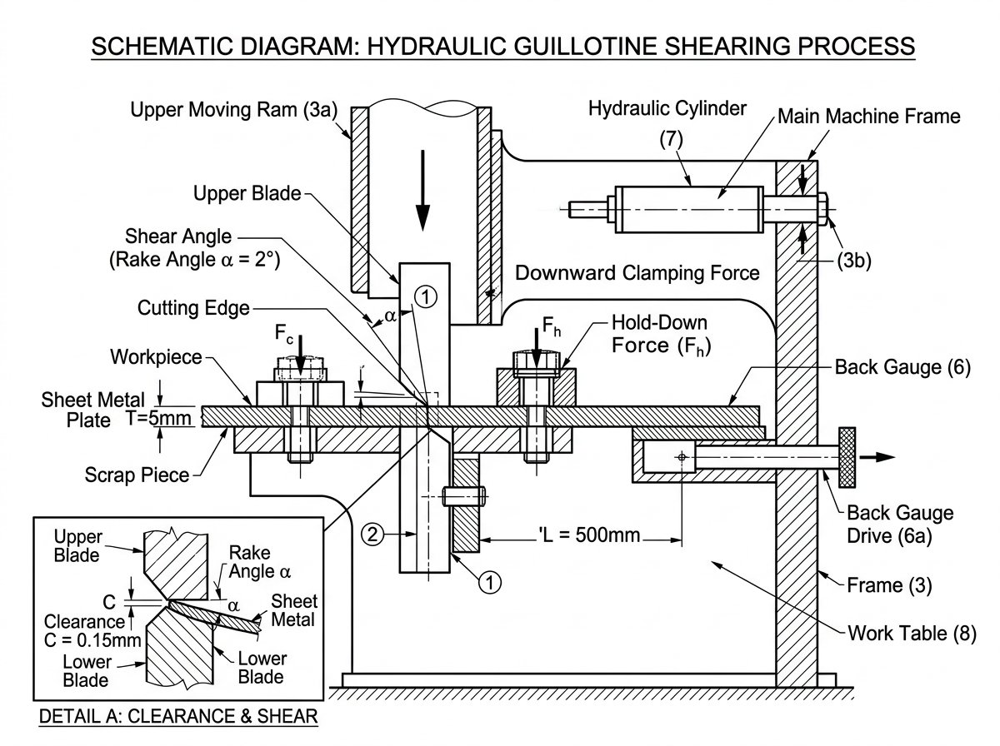 SCHEMATIC DIAGRAM: HYDRAULIC GUILLOTINE SHEARING PROCESS
Upper Moving Ram (3a)
Hydraulic Cylinder
(7)
Main Machine Frame
Upper Blade
Shear Angle
(Rake Angle α = 2°)
(3b)
Downward Clamping Force
1
α
Cutting Edge
Fc
Fh
Hold-Down
Force (Fh)
Workpiece
Back Gauge (6)
Sheet Metal
Plate T=5mm
Scrap Piece
Back Gauge
Drive (6a)
2
'L = 500mm
1
Frame (3)
Work Table (8)
Upper
Blade
Rake
Angle α
C
α
Sheet
Metal
Clearance
C = 0.15mm
Lower
Blade
Lower
Blade
DETAIL A: CLEARANCE & SHEAR